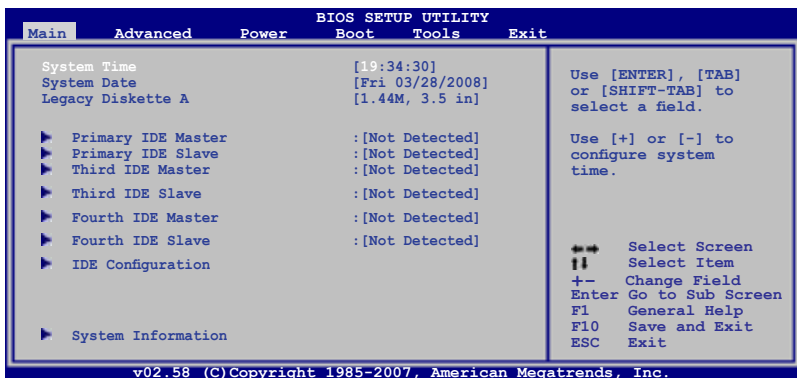 BIOS SETUP UTILITY
Main Advanced Power Boot Tools Exit
System Time [19:34:30]
System Date [Fri 03/28/2008]
Legacy Diskette A [1.44M, 3.5 in]
Primary IDE Master :[Not Detected]
Primary IDE Slave :[Not Detected]
Third IDE Master :[Not Detected]
Third IDE Slave :[Not Detected]
Fourth IDE Master :[Not Detected]
Fourth IDE Slave :[Not Detected]
IDE Configuration
System Information
Use [ENTER], [TAB]
or [SHIFT-TAB] to
select a field.
Use [+] or [-] to
configure system
time.
Select Screen
Select Item
+- Change Field
Enter Go to Sub Screen
F1 General Help
F10 Save and Exit
ESC Exit
v02.58 (C)Copyright 1985-2007, American Megatrends, Inc.